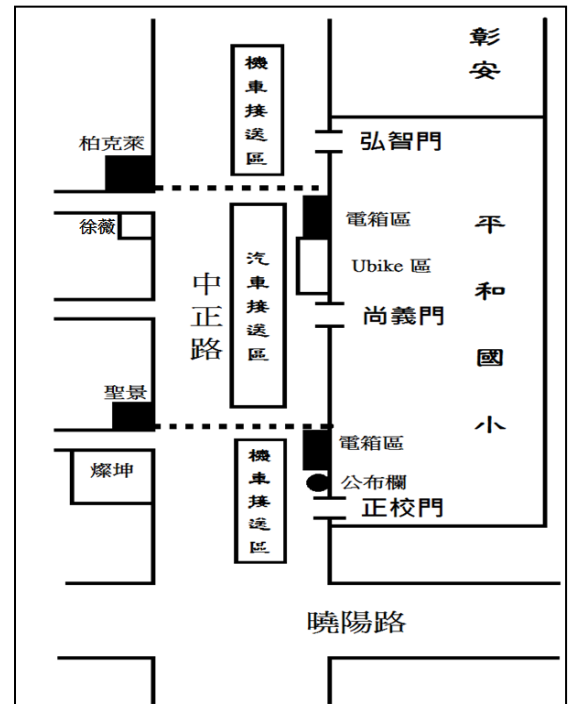 彰安
機車接送區
弘智門
柏克萊
徐薇
電箱區
Ubike 區
平和國小
中正路
汽車接送區
尚義門
聖景
燦坤
電箱區
機車接送區
公布欄
正校門
曉陽路